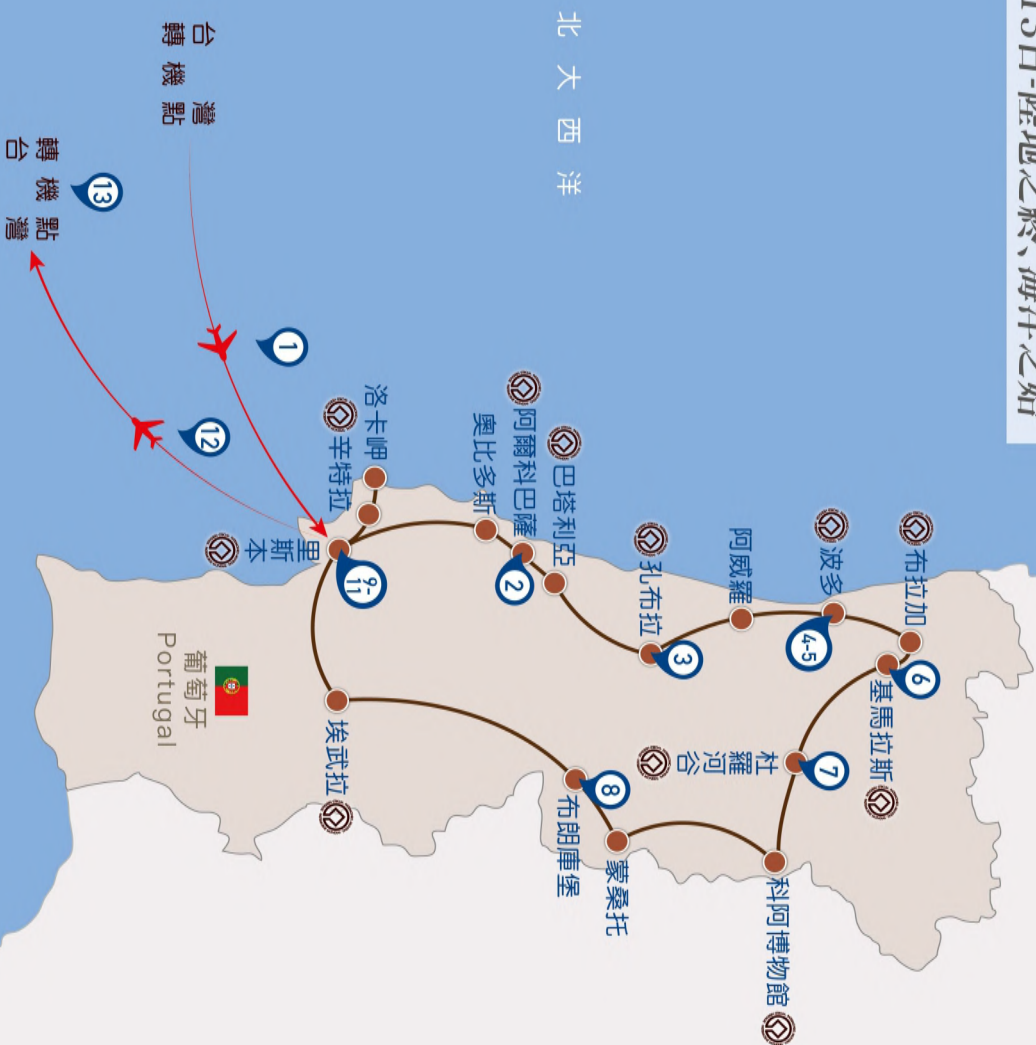 日-陸地之終、海洋之始
北大西洋
台灣
轉機點
轉機點
台灣
13
1
12
洛卡岬
辛特拉
里斯本
9-11
奧比多斯
阿爾科巴薩
2
巴塔利亞
孔布拉
3
阿威羅
波多
4-5
布拉加
6
基馬拉斯
杜羅河谷
7
科阿博物館
蒙桑托
布朗庫堡
8
埃武拉
葡萄牙
Portugal